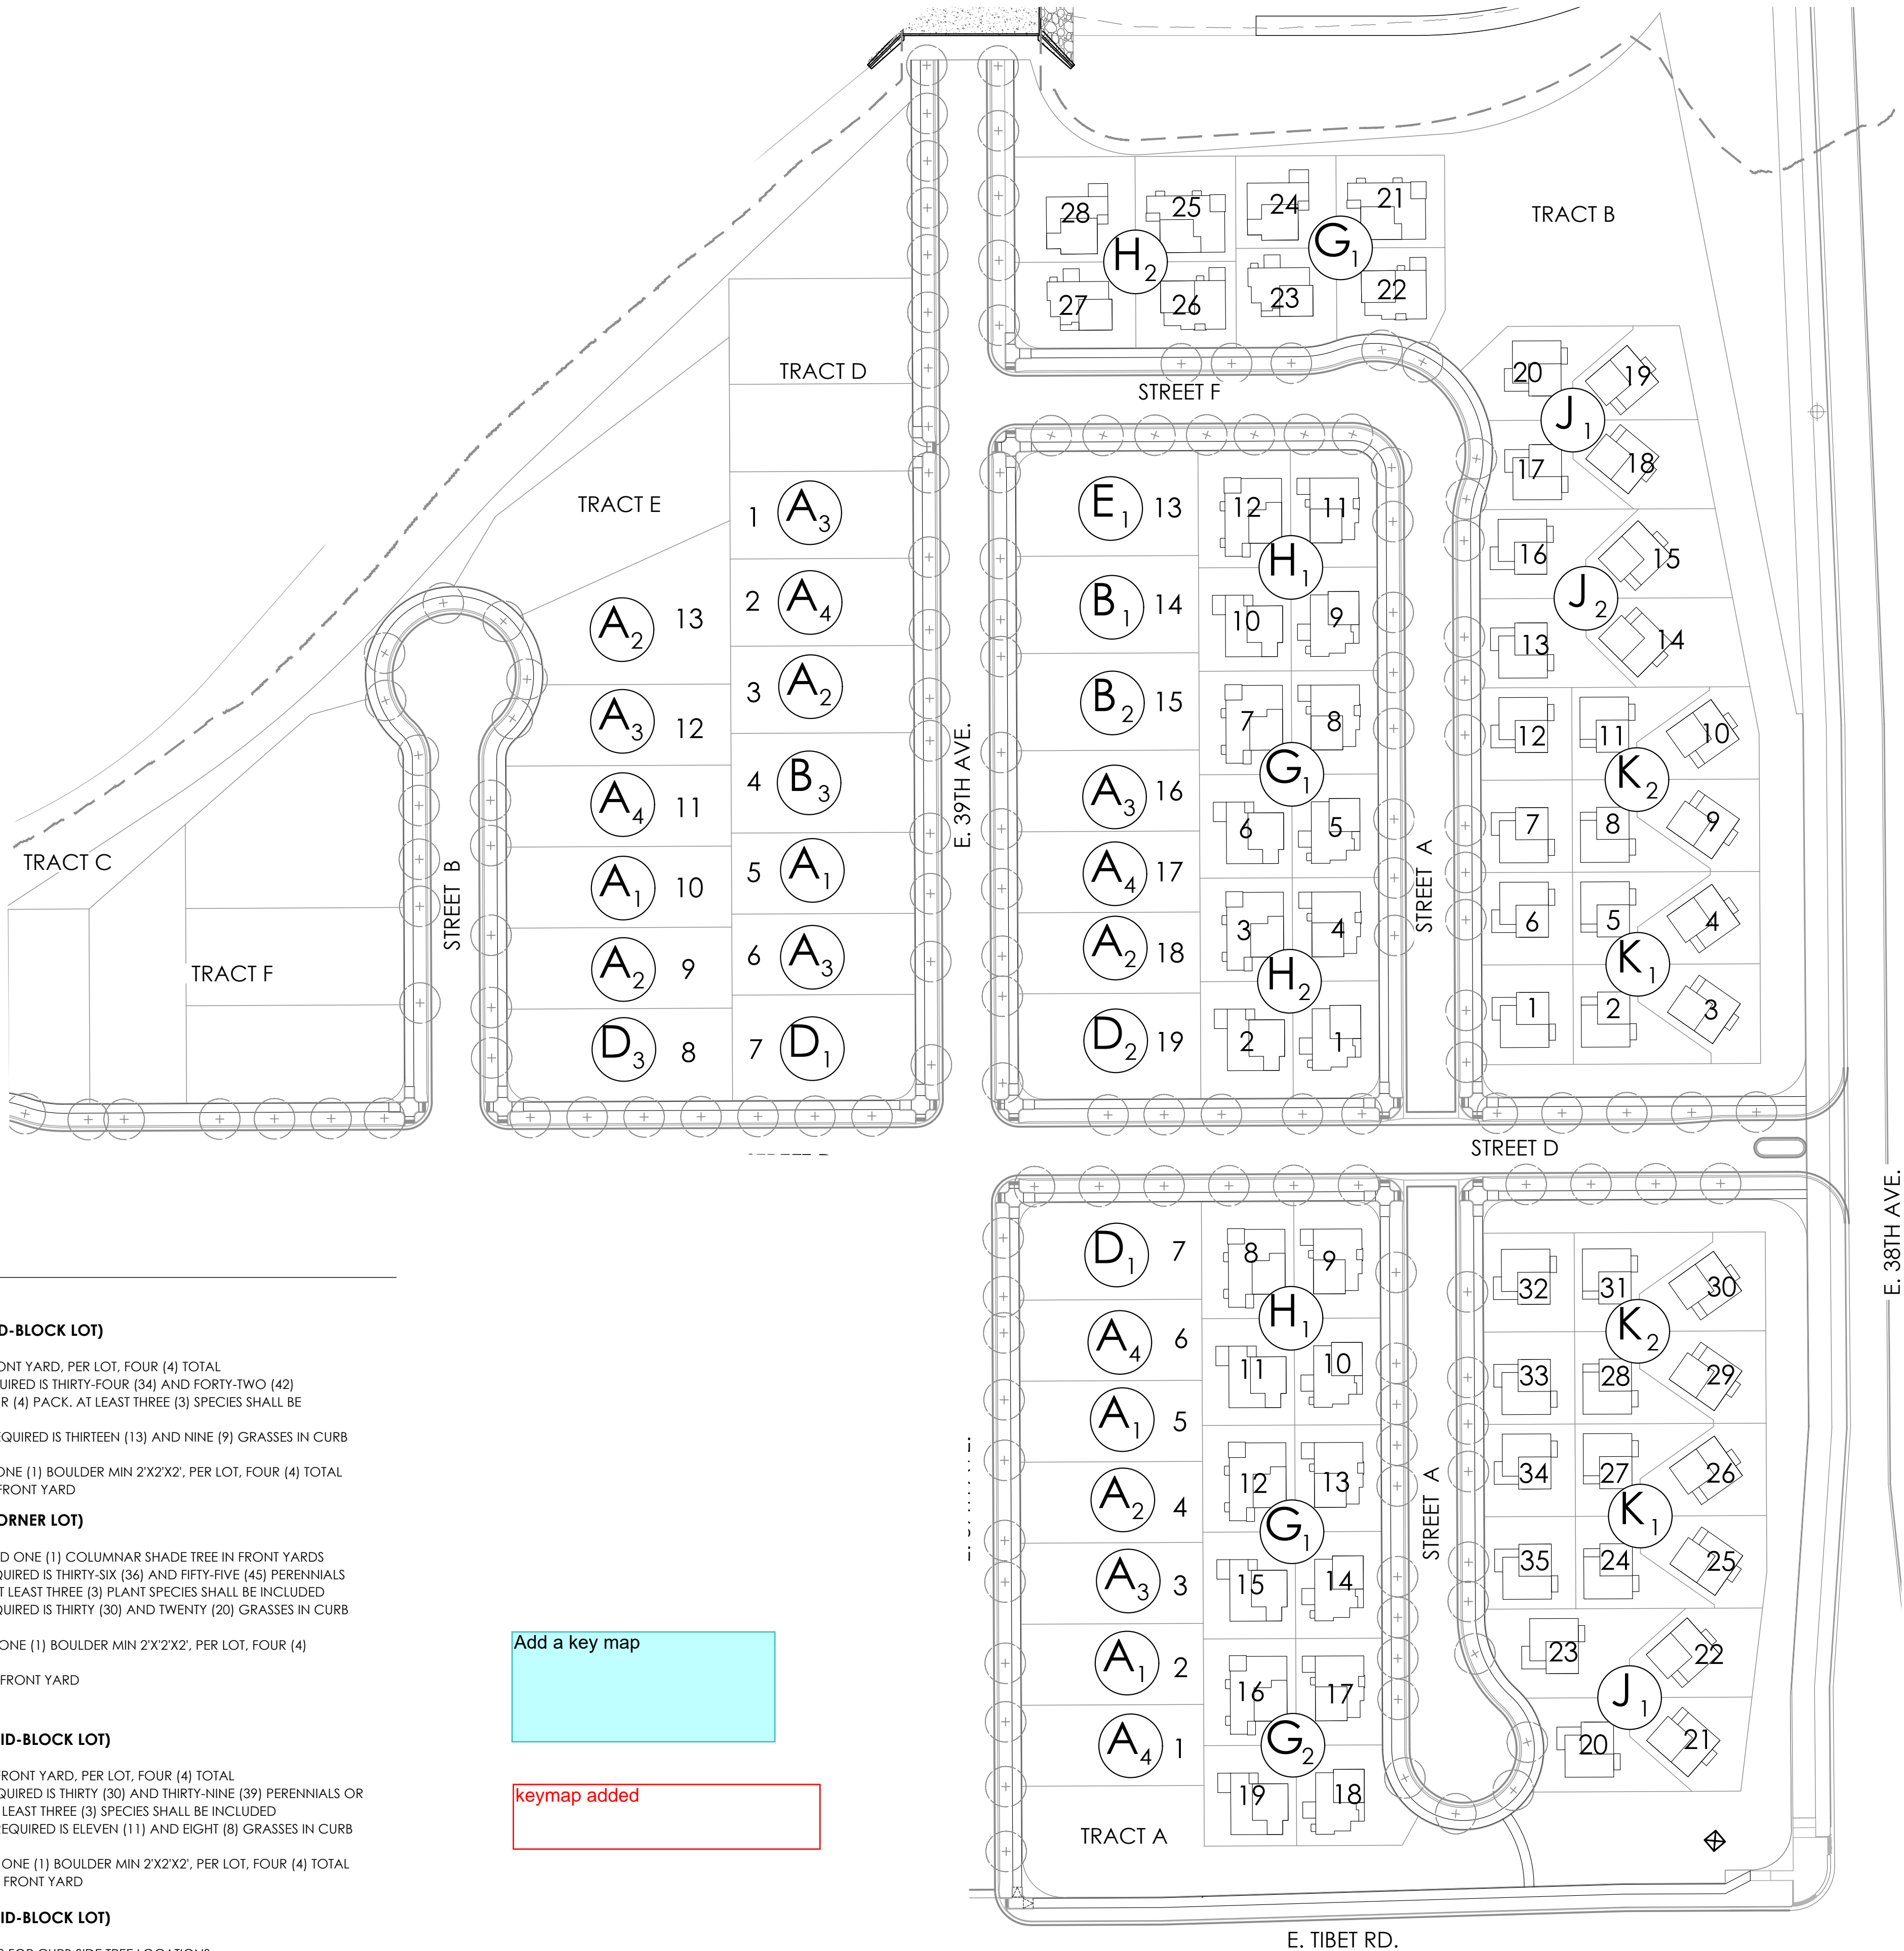 TRACT B
28
25
24
21
H2
G1
27
26
23
22
TRACT D
STREET F
20
19
J1
17
18
TRACT E
1 A3
E1 13
12
11
H1
10
9
16
15
J2
13
14
A2 13
2 A4
B1 14
A3 12
3 A2
B2 15
7
8
G1
6
5
12
11
10
K2
7
8
9
A4 11
4 B3
E. 39TH AVE.
A3 16
TRACT C
STREET B
A1 10
5 A1
A4 17
STREET A
3
4
H2
2
1
6
5
4
K1
1
2
3
TRACT F
A2 9
6 A3
A2 18
D3 8
7 D1
D2 19
STREET D
E. 38TH AVE.
D1 7
8
9
H1
11
10
32
31
30
K2
33
28
29
A4 6
A1 5
A2 4
12
13
G1
15
14
STREET A
34
27
26
K1
35
24
25
A3 3
A1 2
16
17
G2
19
18
23
22
J1
20
21
A4 1
TRACT A
E. TIBET RD.
D-BLOCK LOT)
ONT YARD, PER LOT, FOUR (4) TOTAL
UIRED IS THIRTY-FOUR (34) AND FORTY-TWO (42)
R (4) PACK. AT LEAST THREE (3) SPECIES SHALL BE
EQUIRED IS THIRTEEN (13) AND NINE (9) GRASSES IN CURB
ONE (1) BOULDER MIN 2'X2'X2', PER LOT, FOUR (4) TOTAL
FRONT YARD
ORNER LOT)
D ONE (1) COLUMNAR SHADE TREE IN FRONT YARDS
QUIRED IS THIRTY-SIX (36) AND FIFTY-FIVE (45) PERENNIALS
T LEAST THREE (3) PLANT SPECIES SHALL BE INCLUDED
QUIRED IS THIRTY (30) AND TWENTY (20) GRASSES IN CURB
ONE (1) BOULDER MIN 2'X'2'X2', PER LOT, FOUR (4)
FRONT YARD
ID-BLOCK LOT)
FRONT YARD, PER LOT, FOUR (4) TOTAL
QUIRED IS THIRTY (30) AND THIRTY-NINE (39) PERENNIALS OR
LEAST THREE (3) SPECIES SHALL BE INCLUDED
REQUIRED IS ELEVEN (11) AND EIGHT (8) GRASSES IN CURB
ONE (1) BOULDER MIN 2'X2'X2', PER LOT, FOUR (4) TOTAL
FRONT YARD
ID-BLOCK LOT)
Add a key map
keymap added